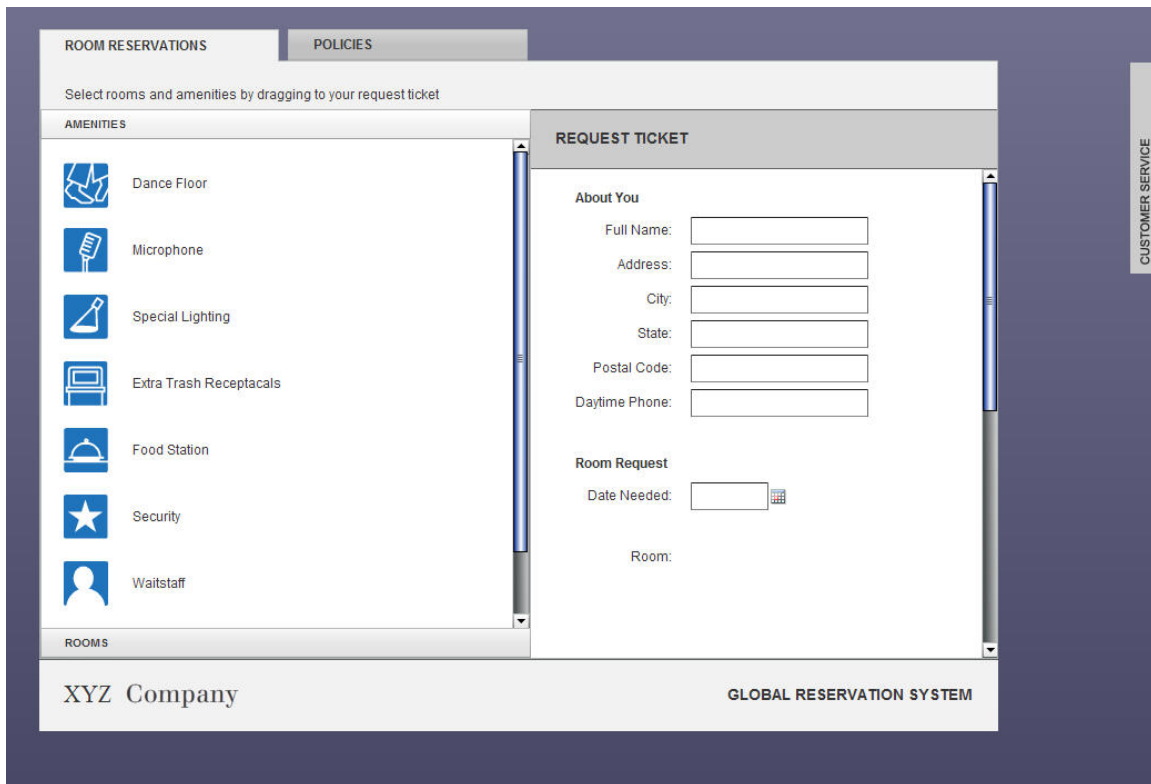 ROOM RESERVATIONS
POLICIES
Select rooms and amenities by dragging to your request ticket
AMENITIES
Dance Floor
Microphone
Special Lighting
Extra Trash Receptacals
Food Station
Security
Waitstaff
ROOMS
REQUEST TICKET
About You
Full Name:
Address:
City:
State:
Postal Code:
Daytime Phone:
Room Request
Date Needed:
Room:
CUSTOMER SERVICE
XYZ Company
GLOBAL RESERVATION SYSTEM